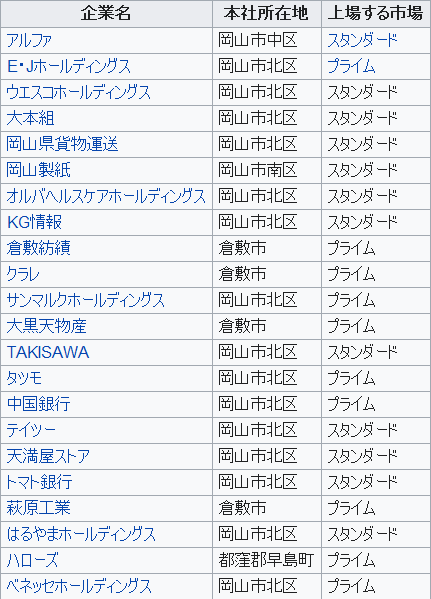 企業名 本社所在地 上場する市場
アルファ 岡山市中区 スタンダード
E・Jホールディングス 岡山市北区 プライム
ウエスコホールディングス 岡山市北区 スタンダード
大本組 岡山市北区 スタンダード
岡山県貨物運送 岡山市北区 スタンダード
岡山製紙 岡山市南区 スタンダード
オルバヘルスケアホールディングス 岡山市北区 スタンダード
KG情報 岡山市北区 スタンダード
倉敷紡績 倉敷市 プライム
クラレ 倉敷市 プライム
サンマルクホールディングス 岡山市北区 プライム
大黒天物産 倉敷市 プライム
TAKISAWA 岡山市北区 スタンダード
タツモ 岡山市北区 プライム
中国銀行 岡山市北区 プライム
テイツー 岡山市北区 スタンダード
天満屋ストア 岡山市北区 スタンダード
トマト銀行 岡山市北区 スタンダード
萩原工業 倉敷市 プライム
はるやまホールディングス 岡山市北区 スタンダード
ハローズ 都窪郡早島町 プライム
ベネッセホールディングス 岡山市北区 プライム